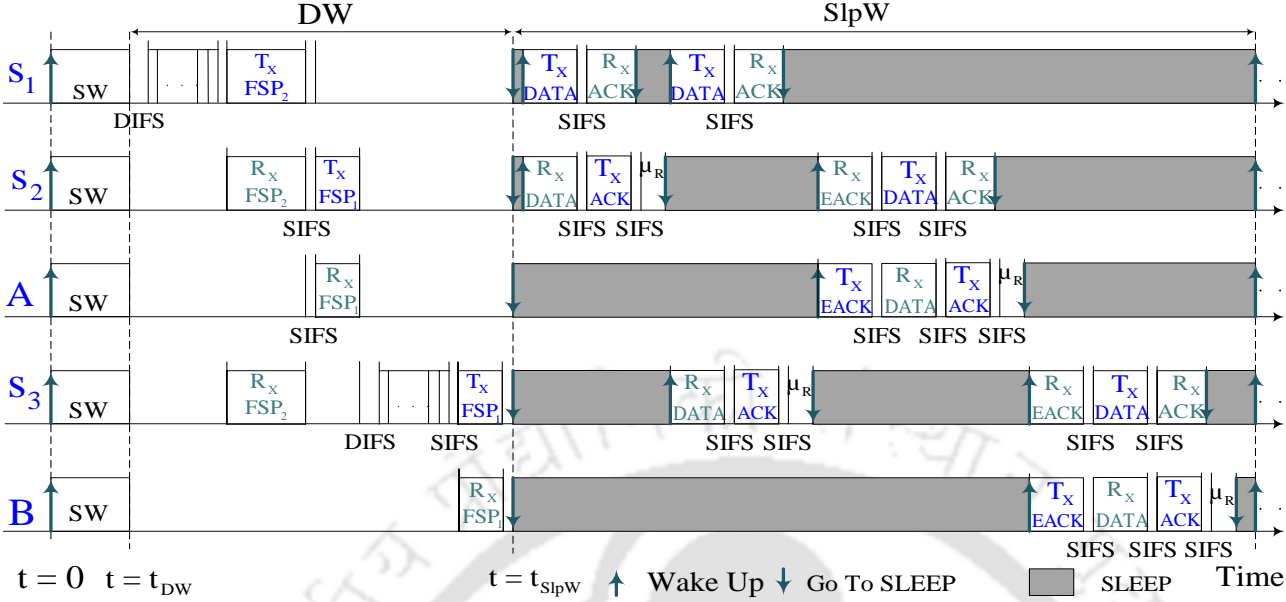 DW SlpW
S1 SW . . . TX FSP2 TX DATA RX ACK TX DATA RX ACK . .
DIFS SIFS SIFS
S2 SW RX FSP2 TX FSP1 RX DATA TX ACK μR RX EACK TX DATA RX ACK . .
SIFS SIFS SIFS SIFS SIFS
A SW RX FSP1 TX EACK RX DATA TX ACK μR . .
SIFS SIFS SIFS SIFS
S3 SW RX FSP2 . . . TX FSP1 RX DATA TX ACK μR RX EACK TX DATA RX ACK . .
DIFS SIFS SIFS SIFS SIFS SIFS
B SW RX FSP1 TX EACK RX DATA TX ACK μR . .
SIFS SIFS SIFS
t = 0 t = tDW t = tSlpW Wake Up Go To SLEEP SLEEP Time